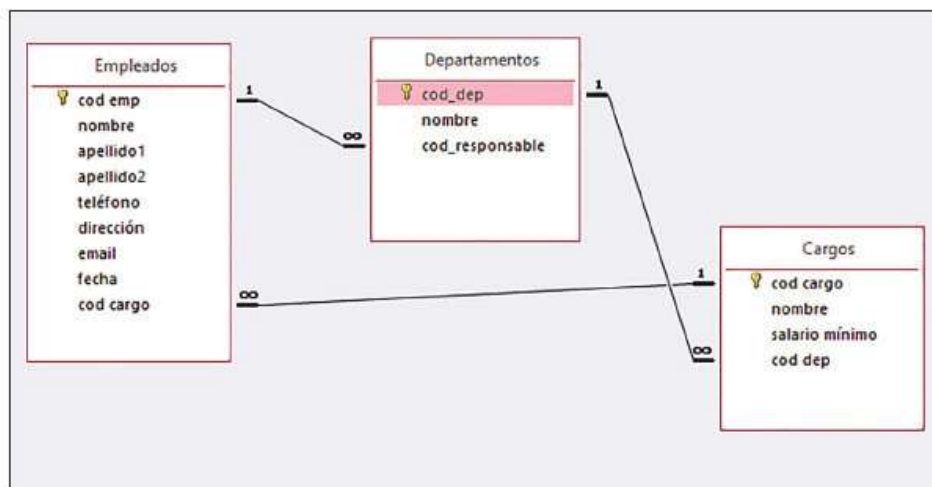 Empleados
cod emp
nombre
apellido1
apellido2
teléfono
dirección
email
fecha
cod cargo
1
∞
Departamentos
cod_dep
nombre
cod_responsable
∞
1
Cargos
cod cargo
nombre
salario mínimo
cod dep
1
∞